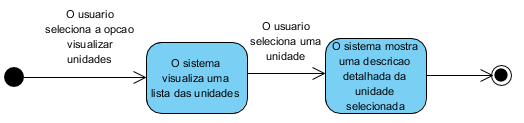 O usuario
seleciona a opcao
visualizar
unidades
O sistema
visualiza uma
lista das unidades
O usuario
seleciona uma
unidade
O sistema mostra
uma descricao
detalhada da
unidade
selecionada